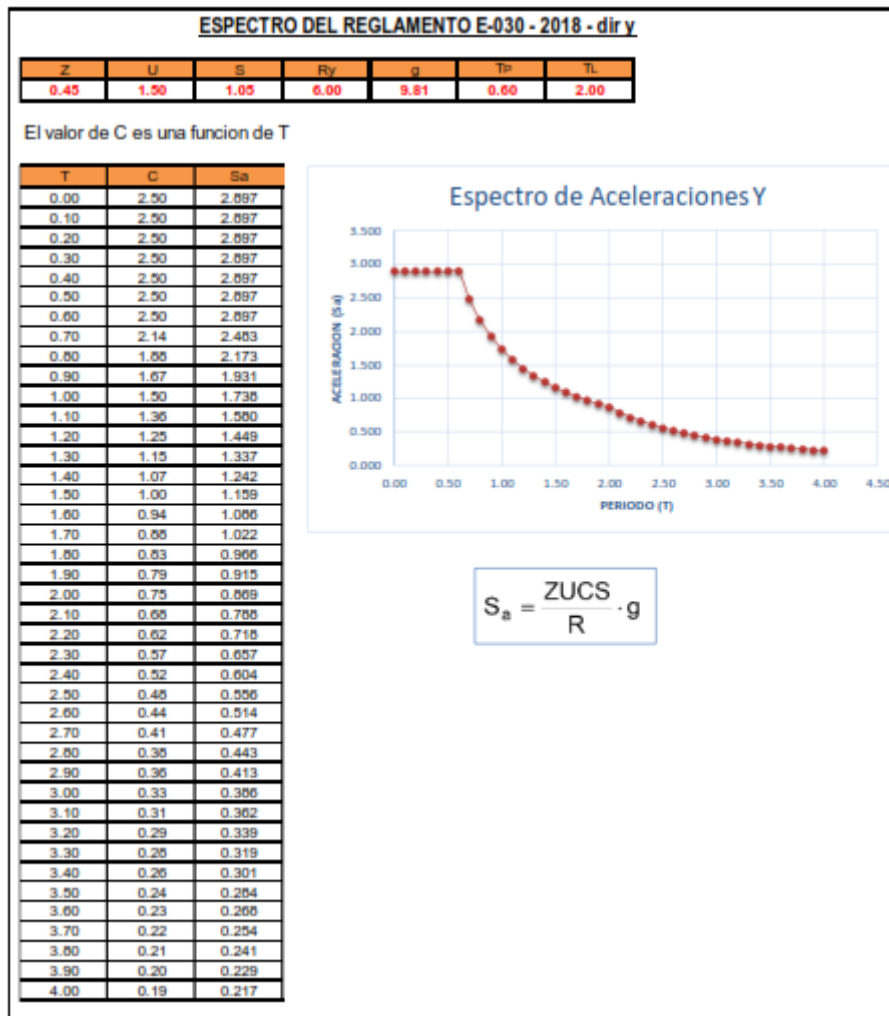 ESPECTRO DEL REGLAMENTO E-030 - 2018 - dir y
Z U S Ry g TP TL
0.45 1.50 1.05 6.00 9.81 0.60 2.00
El valor de C es una funcion de T
T C Sa
0.00 2.50 2.897
0.10 2.50 2.897
0.20 2.50 2.897
0.30 2.50 2.897
0.40 2.50 2.897
0.50 2.50 2.897
0.60 2.50 2.897
0.70 2.14 2.483
0.80 1.88 2.173
0.90 1.67 1.931
1.00 1.50 1.738
1.10 1.36 1.580
1.20 1.25 1.449
1.30 1.15 1.337
1.40 1.07 1.242
1.50 1.00 1.159
1.60 0.94 1.086
1.70 0.88 1.022
1.80 0.83 0.966
1.90 0.79 0.915
2.00 0.75 0.869
2.10 0.68 0.788
2.20 0.62 0.718
2.30 0.57 0.657
2.40 0.52 0.604
2.50 0.48 0.556
2.60 0.44 0.514
2.70 0.41 0.477
2.80 0.38 0.443
2.90 0.36 0.413
3.00 0.33 0.386
3.10 0.31 0.362
3.20 0.29 0.339
3.30 0.28 0.319
3.40 0.26 0.301
3.50 0.24 0.284
3.60 0.23 0.268
3.70 0.22 0.254
3.80 0.21 0.241
3.90 0.20 0.229
4.00 0.19 0.217
Espectro de Aceleraciones Y
ACELERACION (Sa)
3.500
3.000
2.500
2.000
1.500
1.000
0.500
0.000
0.00 0.50 1.00 1.50 2.00 2.50 3.00 3.50 4.00 4.50
PERIODO (T)
Sa = ZUCS / R · g